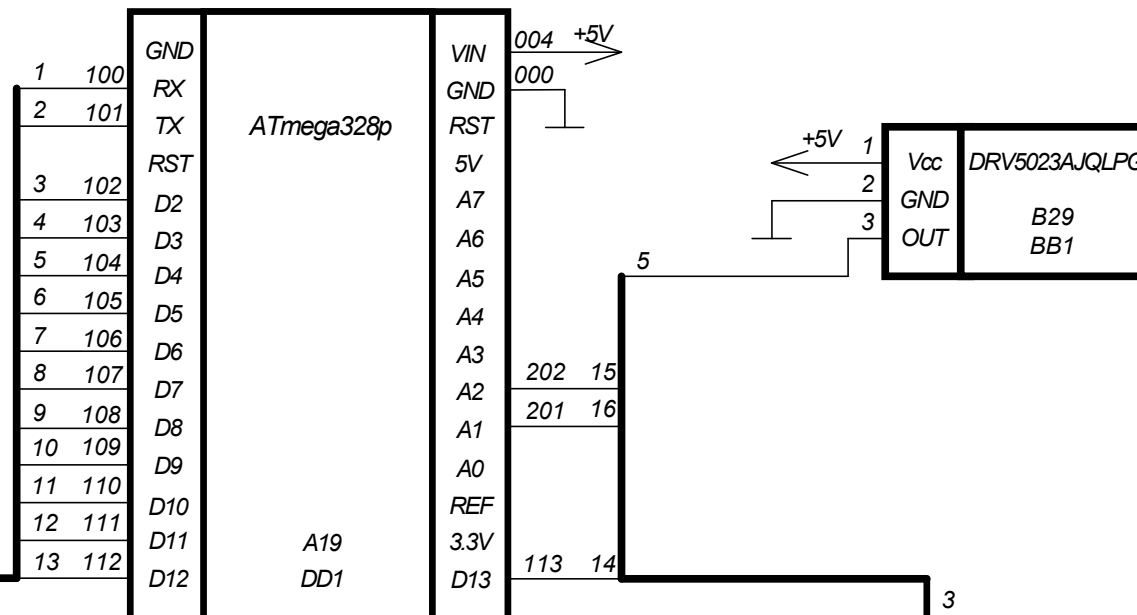 GND VIN 004 +5V
1 100 RX GND 000
2 101 TX ATmega328p RST
RST 5V
3 102 D2 A7
4 103 D3 A6
5 104 D4 A5
6 105 D5 A4
7 106 D6 A3
8 107 D7 A2 202 15
9 108 D8 A1 201 16
10 109 D9 A0
11 110 D10 REF
12 111 D11 A19 3.3V
13 112 D12 DD1 D13 113 14
+5V 1 Vcc DRV5023AJQLPG
2 GND B29
3 OUT BB1
5
3